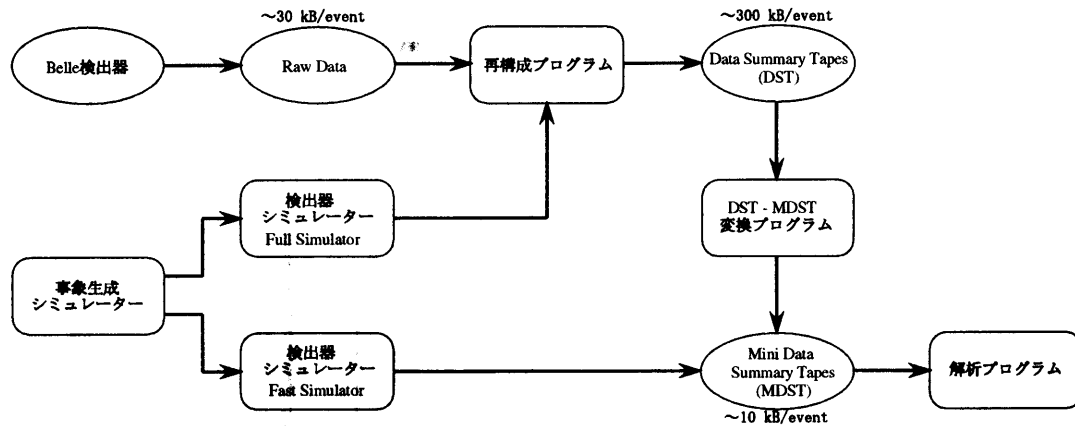 ～30 kB/event
～300 kB/event
Belle検出器
Raw Data
再構成プログラム
Data Summary Tapes
(DST)
検出器
シミュレーター
Full Simulator
DST - MDST
変換プログラム
事象生成
シミュレーター
検出器
シミュレーター
Fast Simulator
Mini Data
Summary Tapes
(MDST)
解析プログラム
～10 kB/event